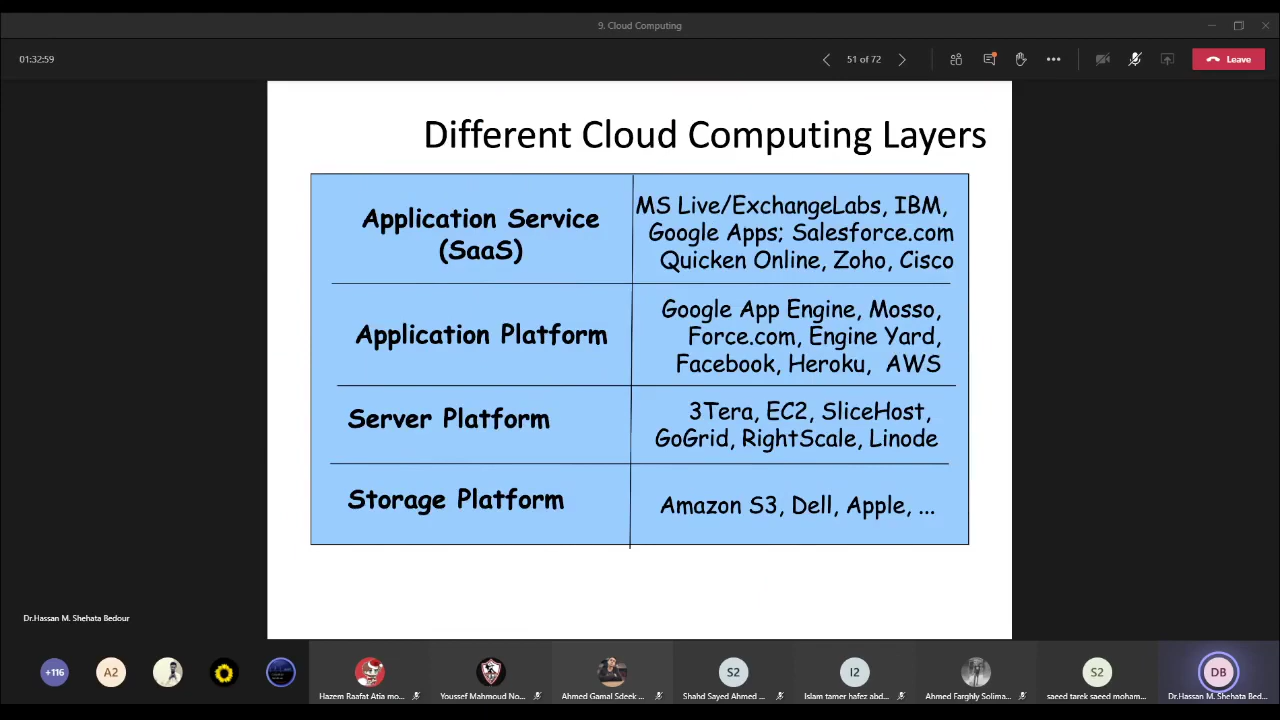 9. Cloud Computing
01:32:59
51 of 72
Leave
Different Cloud Computing Layers
Application Service
(SaaS)
MS Live/ExchangeLabs, IBM,
Google Apps; Salesforce.com
Quicken Online, Zoho, Cisco
Application Platform
Google App Engine, Mosso,
Force.com, Engine Yard,
Facebook, Heroku, AWS
Server Platform
3Tera, EC2, SliceHost,
GoGrid, RightScale, Linode
Storage Platform
Amazon S3, Dell, Apple, ...
Dr.Hassan M. Shehata Bedour
+116
A2
S2
I2
S2
DB
Hazem Raafat Atia mo...
Youssef Mahmoud No...
Ahmed Gamal Sdeek ...
Shahd Sayed Ahmed ...
Islam tamer hafez abd...
Ahmed Farghly Solima...
saeed tarek saeed moham...
Dr.Hassan M. Shehata Bed...